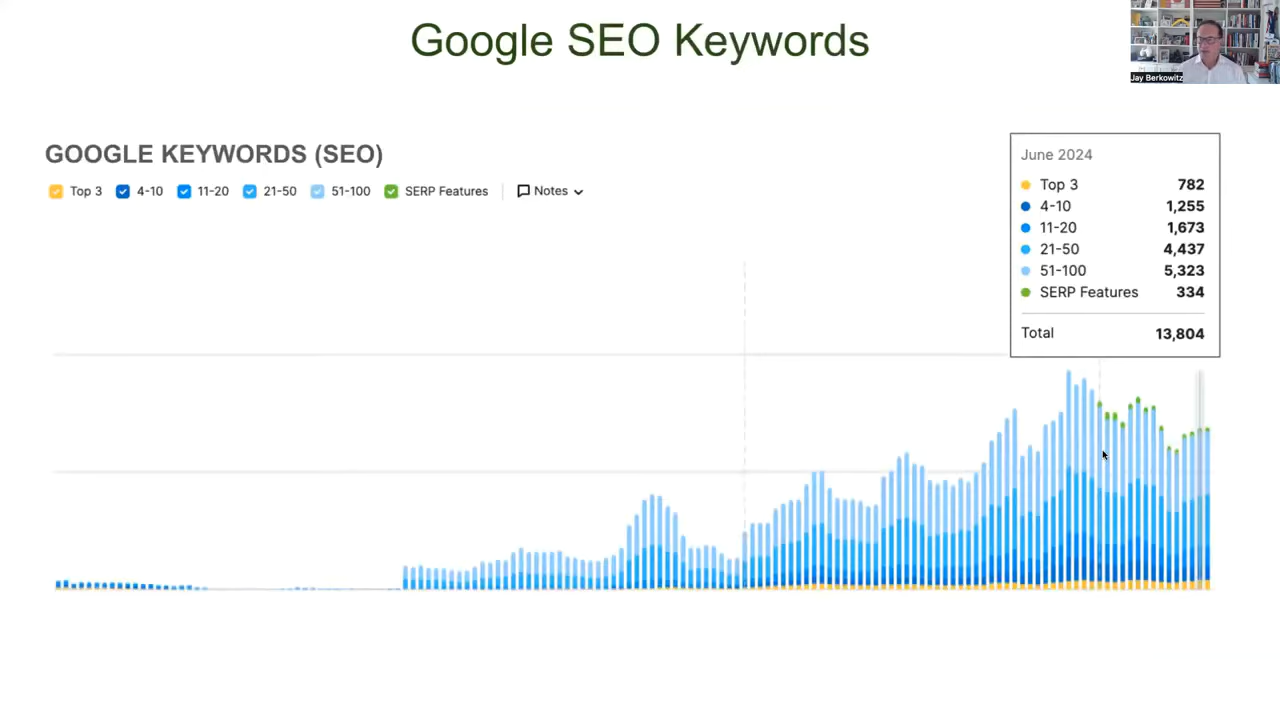 Google SEO Keywords
Jay Berkowitz
GOOGLE KEYWORDS (SEO)
Top 3 4-10 11-20 21-50 51-100 SERP Features Notes
June 2024
Top 3 782
4-10 1,255
11-20 1,673
21-50 4,437
51-100 5,323
SERP Features 334
Total 13,804